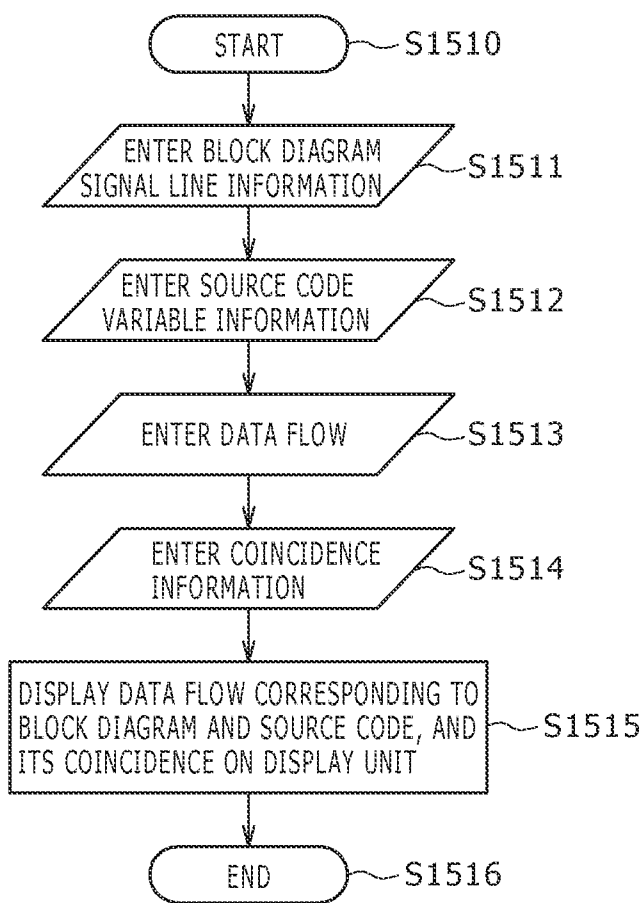 START
S1510
ENTER BLOCK DIAGRAM
SIGNAL LINE INFORMATION
S1511
ENTER SOURCE CODE
VARIABLE INFORMATION
S1512
ENTER DATA FLOW
S1513
ENTER COINCIDENCE
INFORMATION
S1514
DISPLAY DATA FLOW CORRESPONDING TO
BLOCK DIAGRAM AND SOURCE CODE, AND
ITS COINCIDENCE ON DISPLAY UNIT
S1515
END
S1516